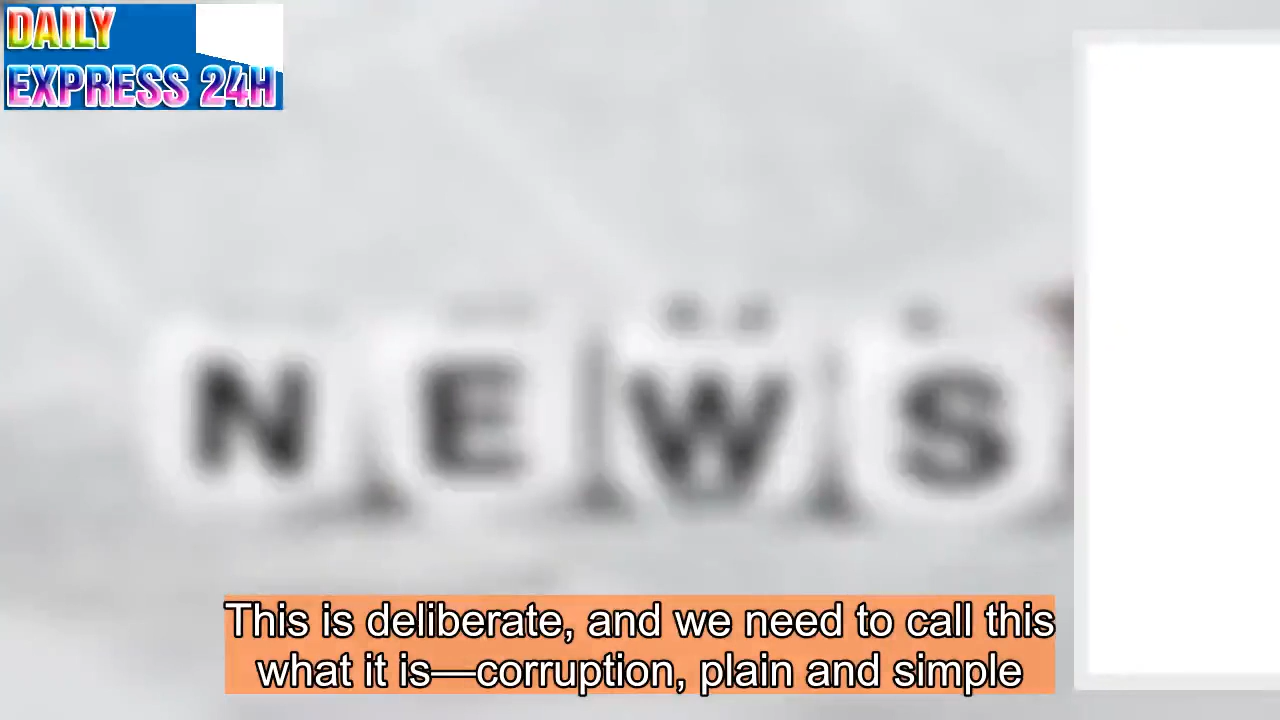 DAILY
EXPRESS 24H
NEWS
This is deliberate, and we need to call this
what it is—corruption, plain and simple